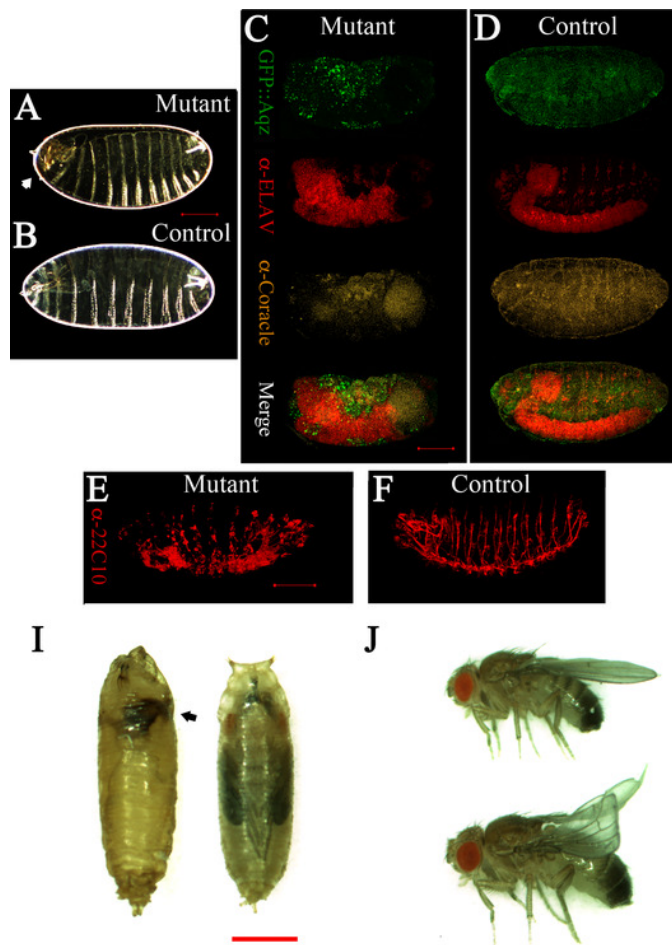 A Mutant
B Control
C Mutant
D Control
GFP::Aqz
α-ELAV
α-Coracle
Merge
E Mutant
F Control
α-22C10
I
J